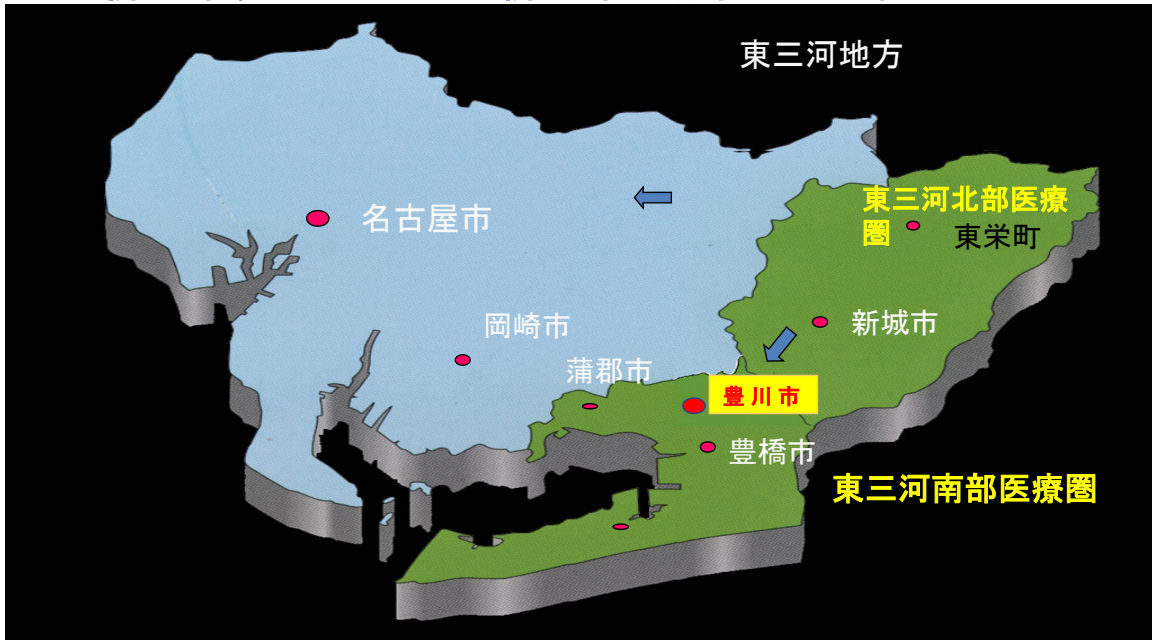 東三河地方
東三河北部医療
圏
東栄町
名古屋市
新城市
岡崎市
蒲郡市
豊川市
豊橋市
東三河南部医療圏